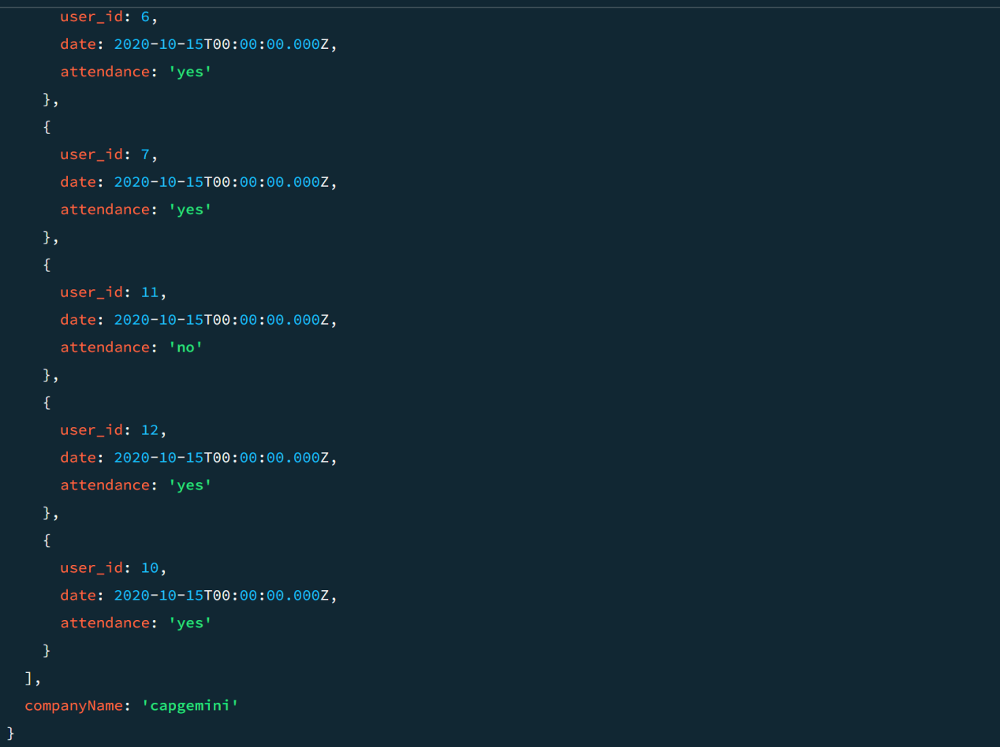 user_id: 6,
date: 2020-10-15T00:00:00.000Z,
attendance: 'yes'
},
{
user_id: 7,
date: 2020-10-15T00:00:00.000Z,
attendance: 'yes'
},
{
user_id: 11,
date: 2020-10-15T00:00:00.000Z,
attendance: 'no'
},
{
user_id: 12,
date: 2020-10-15T00:00:00.000Z,
attendance: 'yes'
},
{
user_id: 10,
date: 2020-10-15T00:00:00.000Z,
attendance: 'yes'
}
],
companyName: 'capgemini'
}